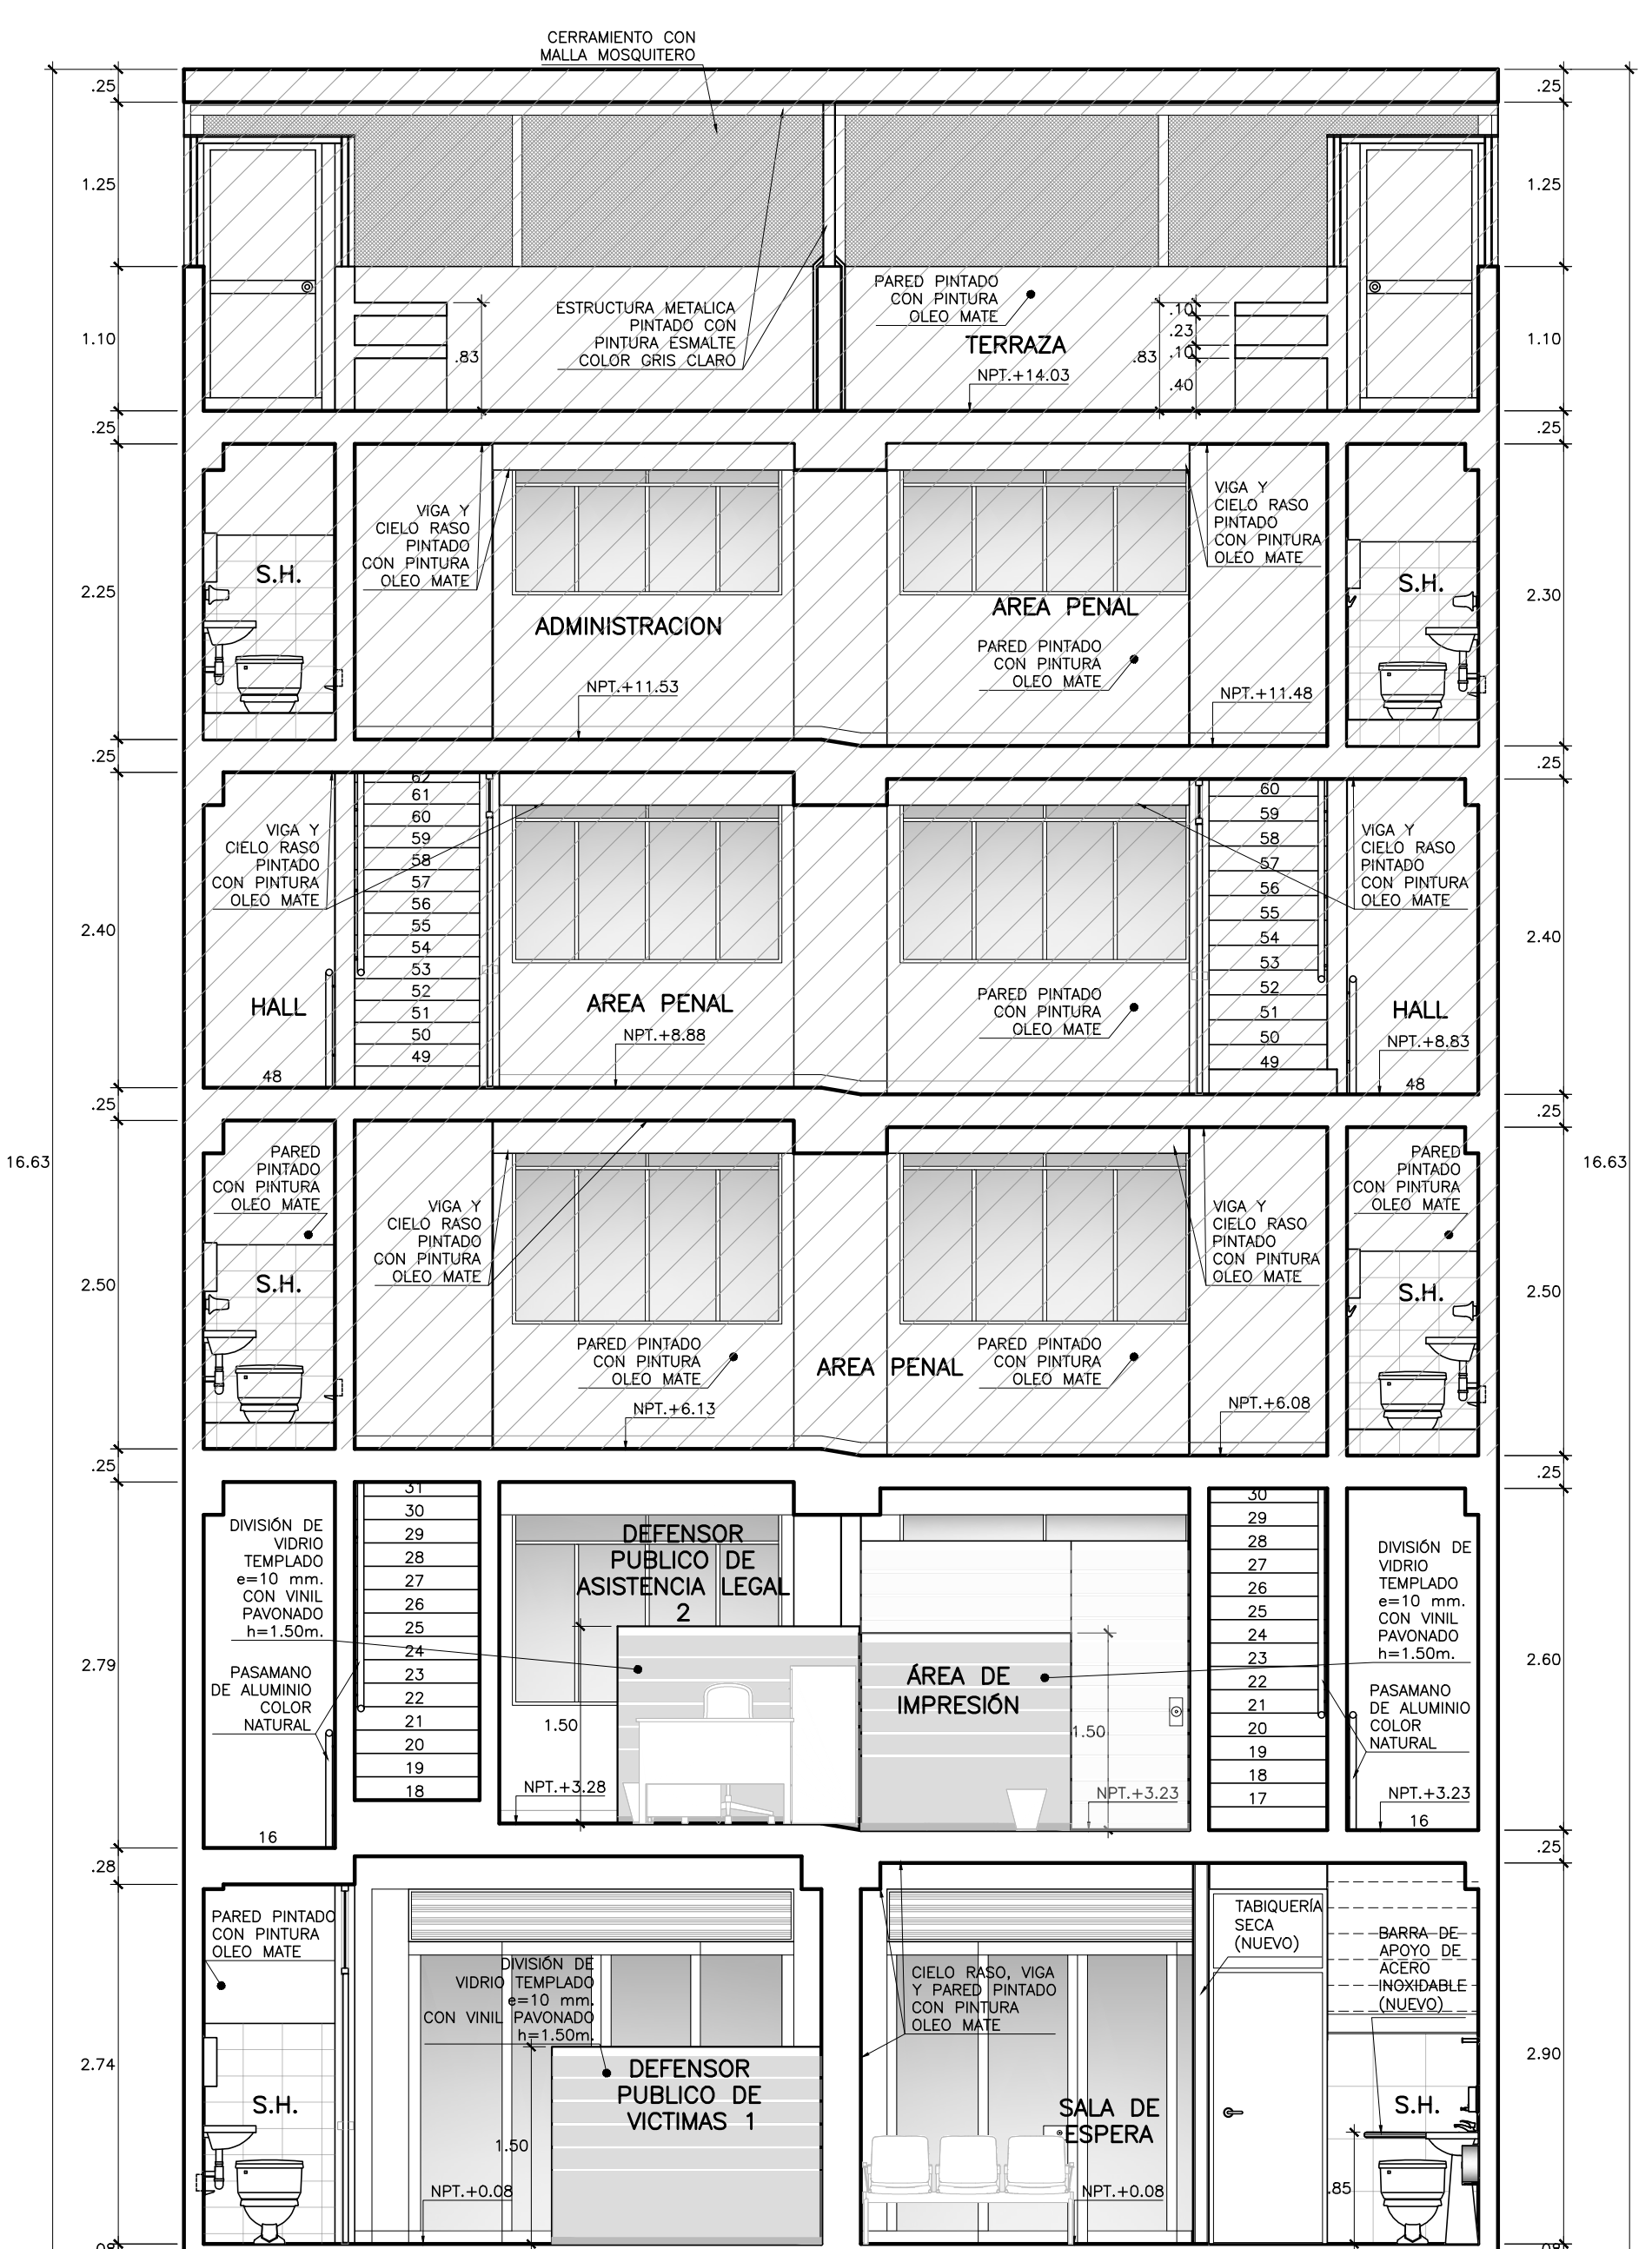 CERRAMIENTO CON
MALLA MOSQUITERO
.25
.25
1.25
1.25
ESTRUCTURA METALICA
PINTADO CON
PINTURA ESMALTE
COLOR GRIS CLARO
PARED PINTADO
CON PINTURA
OLEO MATE
TERRAZA
NPT.+14.03
.83
.83
.10
.23
.10
.40
1.10
1.10
.25
.25
VIGA Y
CIELO RASO
PINTADO
CON PINTURA
OLEO MATE
VIGA Y
CIELO RASO
PINTADO
CON PINTURA
OLEO MATE
S.H.
S.H.
2.25
2.30
ADMINISTRACION
AREA PENAL
PARED PINTADO
CON PINTURA
OLEO MATE
NPT.+11.53
NPT.+11.48
.25
.25
62
61
60
59
58
57
56
55
54
53
52
51
50
49
48
60
59
58
57
56
55
54
53
52
51
50
49
48
VIGA Y
CIELO RASO
PINTADO
CON PINTURA
OLEO MATE
VIGA Y
CIELO RASO
PINTADO
CON PINTURA
OLEO MATE
2.40
2.40
HALL
AREA PENAL
PARED PINTADO
CON PINTURA
OLEO MATE
HALL
NPT.+8.88
NPT.+8.83
.25
.25
16.63
16.63
PARED
PINTADO
CON PINTURA
OLEO MATE
PARED
PINTADO
CON PINTURA
OLEO MATE
VIGA Y
CIELO RASO
PINTADO
CON PINTURA
OLEO MATE
VIGA Y
CIELO RASO
PINTADO
CON PINTURA
OLEO MATE
S.H.
S.H.
2.50
2.50
PARED PINTADO
CON PINTURA
OLEO MATE
AREA PENAL
PARED PINTADO
CON PINTURA
OLEO MATE
NPT.+6.13
NPT.+6.08
.25
.25
31
30
29
28
27
26
25
24
23
22
21
20
19
18
16
30
29
28
27
26
25
24
23
22
21
20
19
18
17
16
DIVISIÓN DE
VIDRIO
TEMPLADO
e=10 mm.
CON VINIL
PAVONADO
h=1.50m.
DEFENSOR
PUBLICO DE
ASISTENCIA LEGAL
2
DIVISIÓN DE
VIDRIO
TEMPLADO
e=10 mm.
CON VINIL
PAVONADO
h=1.50m.
2.79
2.60
PASAMANO
DE ALUMINIO
COLOR
NATURAL
ÁREA DE
IMPRESIÓN
PASAMANO
DE ALUMINIO
COLOR
NATURAL
1.50
1.50
NPT.+3.28
NPT.+3.23
NPT.+3.23
.28
.25
PARED PINTADO
CON PINTURA
OLEO MATE
DIVISIÓN DE
VIDRIO TEMPLADO
e=10 mm.
CON VINIL PAVONADO
h=1.50m.
CIELO RASO, VIGA
Y PARED PINTADO
CON PINTURA
OLEO MATE
TABIQUERÍA
SECA
(NUEVO)
BARRA DE
APOYO DE
ACERO
INOXIDABLE
(NUEVO)
2.74
2.90
DEFENSOR
PUBLICO DE
VICTIMAS 1
SALA DE
ESPERA
S.H.
S.H.
1.50
NPT.+0.08
NPT.+0.08
.85
.08
.08